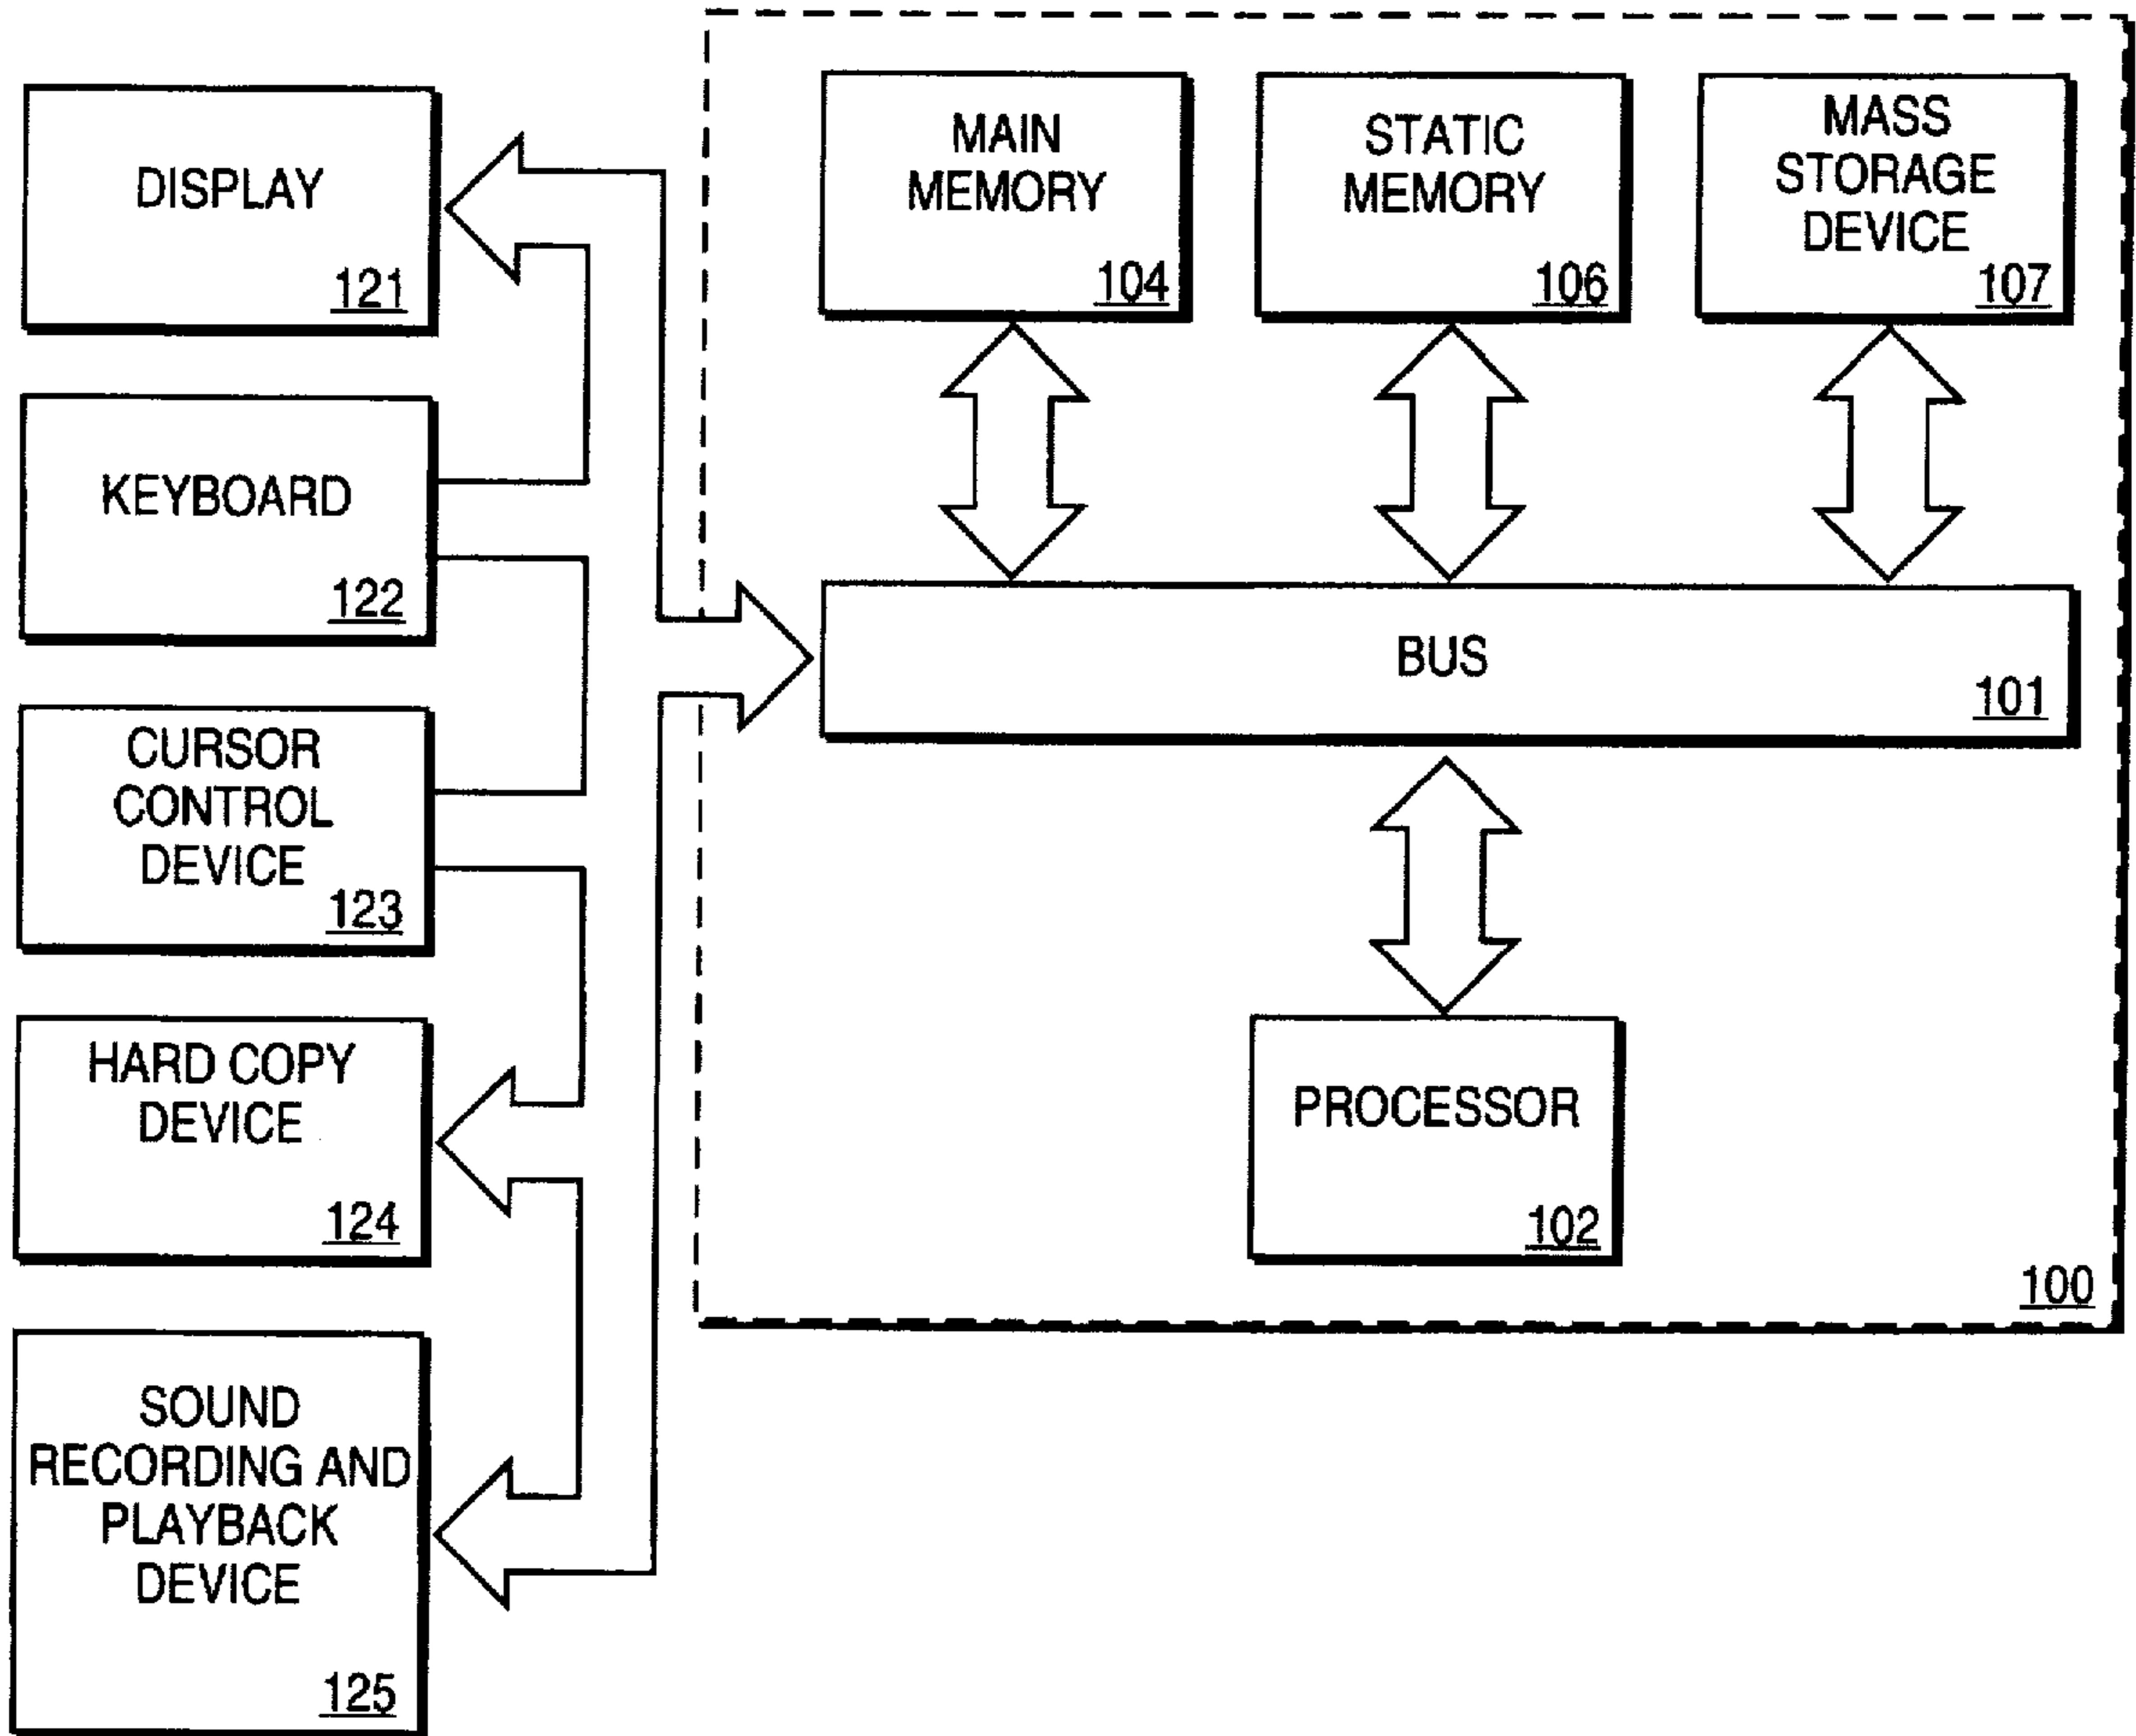 DISPLAY
121
KEYBOARD
122
CURSOR
CONTROL
DEVICE
123
HARD COPY
DEVICE
124
SOUND
RECORDING AND
PLAYBACK
DEVICE
125
MAIN
MEMORY
104
STATIC
MEMORY
106
MASS
STORAGE
DEVICE
107
BUS
101
PROCESSOR
102
100